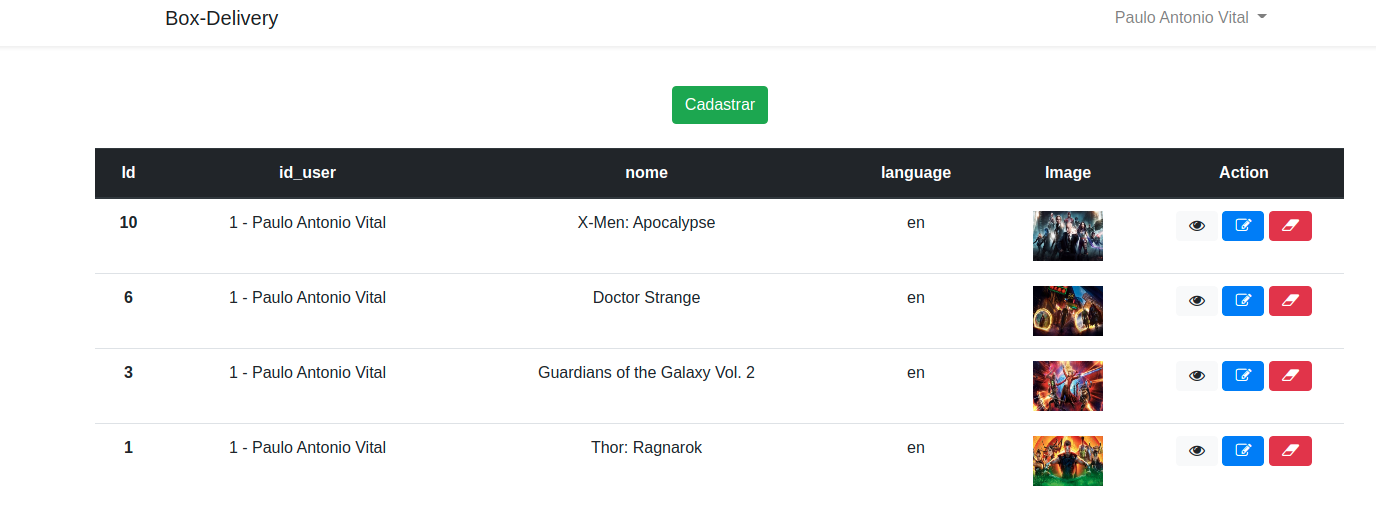 Box-Delivery Paulo Antonio Vital
Cadastrar
Id id_user nome language Image Action
10 1 - Paulo Antonio Vital X-Men: Apocalypse en
6 1 - Paulo Antonio Vital Doctor Strange en
3 1 - Paulo Antonio Vital Guardians of the Galaxy Vol. 2 en
1 1 - Paulo Antonio Vital Thor: Ragnarok en